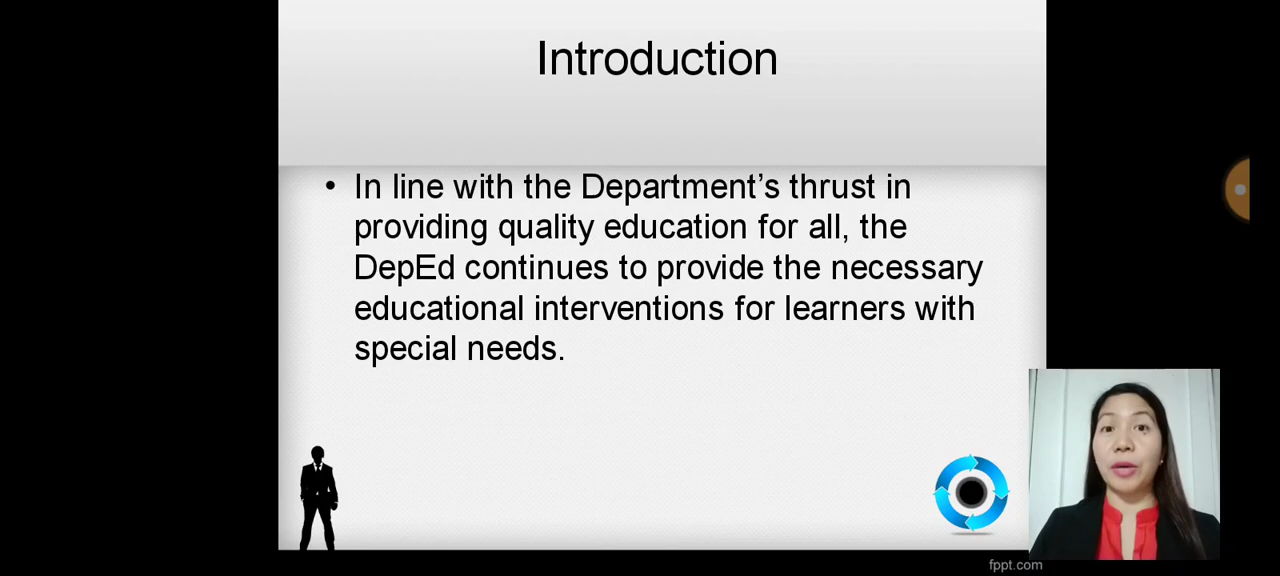 Introduction
• In line with the Department’s thrust in
providing quality education for all, the
DepEd continues to provide the necessary
educational interventions for learners with
special needs.
fppt.com